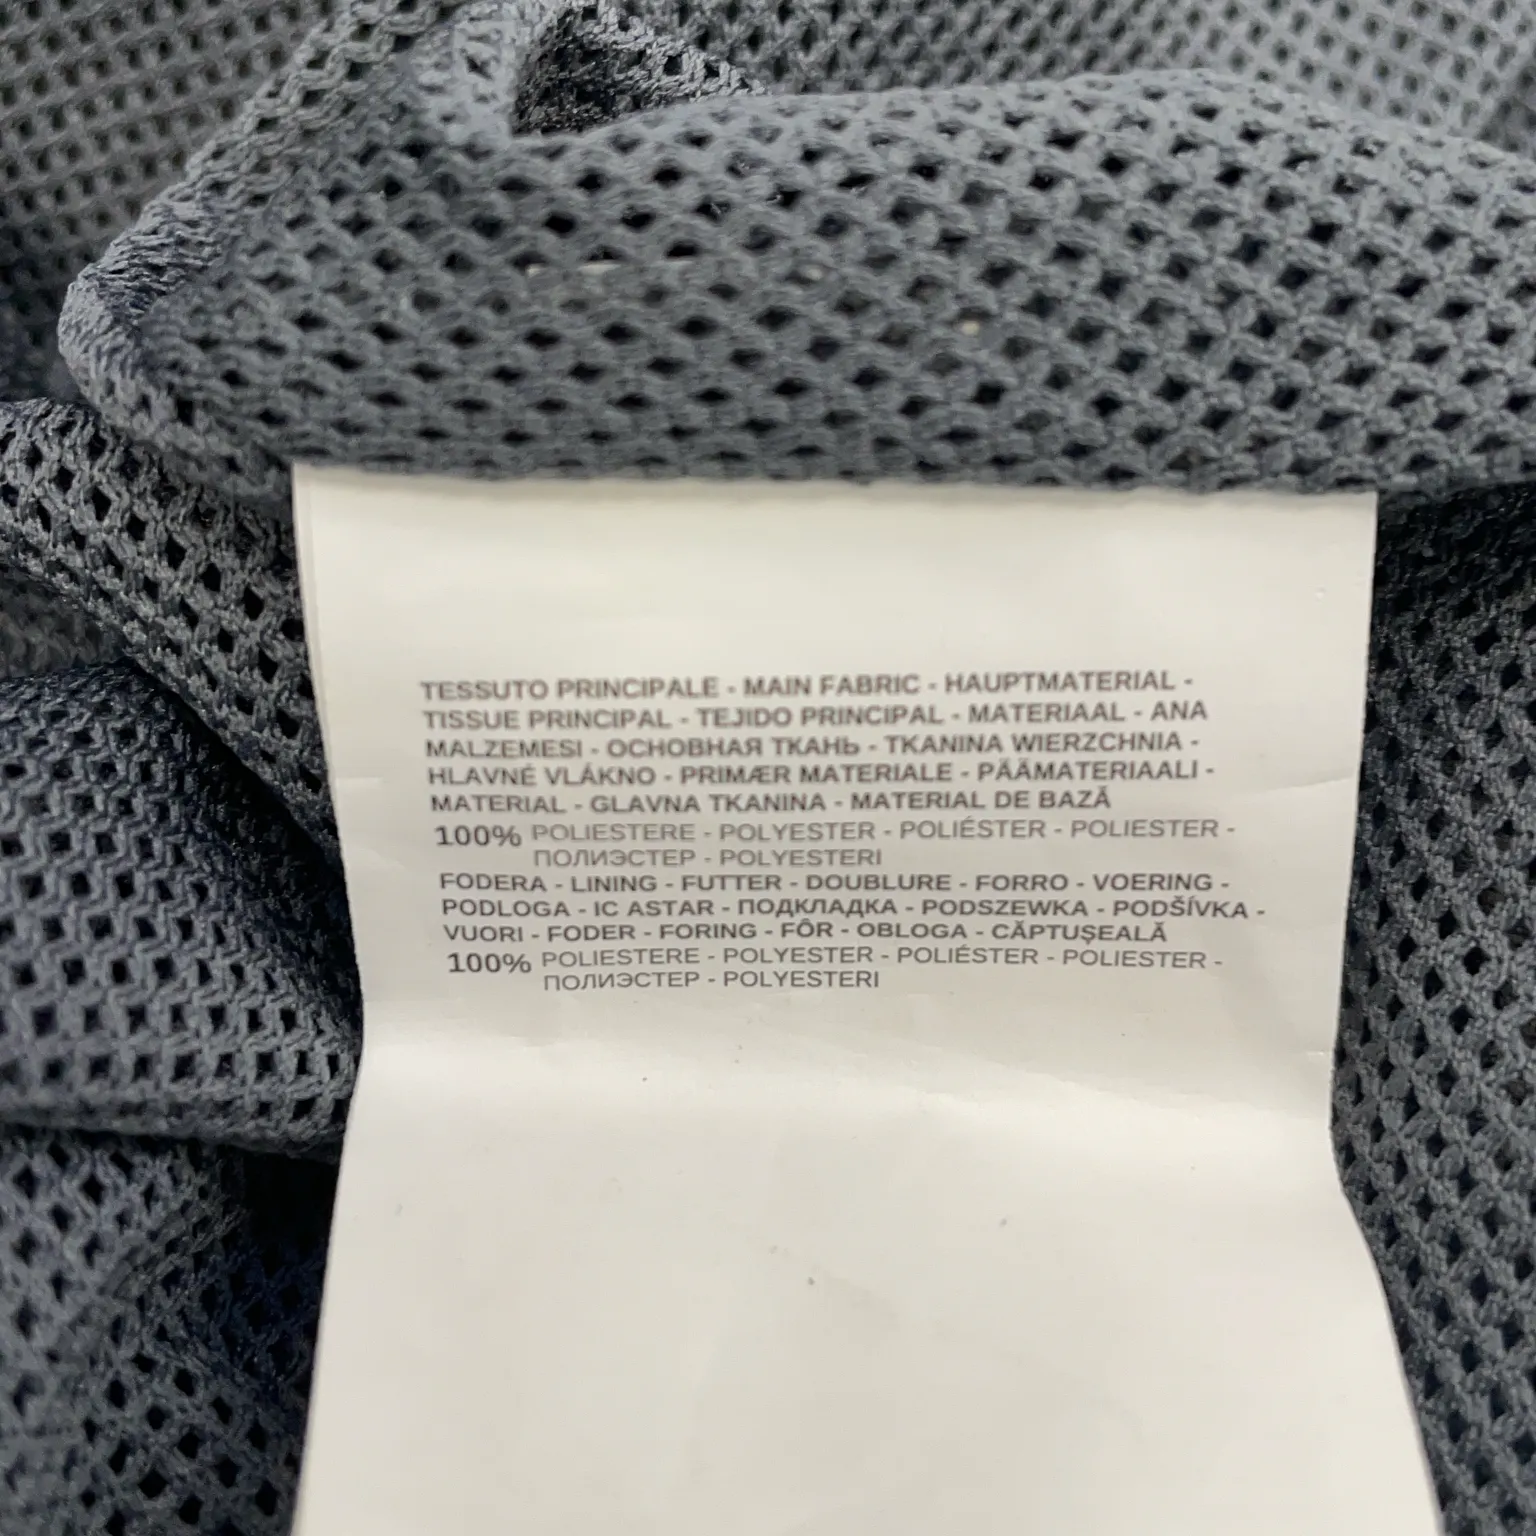 TESSUTO PRINCIPALE - MAIN FABRIC - HAUPTMATERIAL -
TISSUE PRINCIPAL - TEJIDO PRINCIPAL - MATERIAAL - ANA
MALZEMESI - ОСНОВНАЯ ТКАНЬ - TKANINA WIERZCHNIA -
HLAVNÉ VLÁKNO - PRIMÆR MATERIALE - PÄÄMATERIAALI -
MATERIAL - GLAVNA TKANINA - MATERIAL DE BAZĂ
100% POLIESTERE - POLYESTER - POLIÉSTER - POLIESTER -
ПОЛИЭСТЕР - POLYESTERI
FODERA - LINING - FUTTER - DOUBLURE - FORRO - VOERING -
PODLOGA - IC ASTAR - ПОДКЛАДКА - PODSZEWKA - PODŠÍVKA -
VUORI - FODER - FORING - FÔR - OBLOGA - CĂPTUȘEALĂ
100% POLIESTERE - POLYESTER - POLIÉSTER - POLIESTER -
ПОЛИЭСТЕР - POLYESTERI